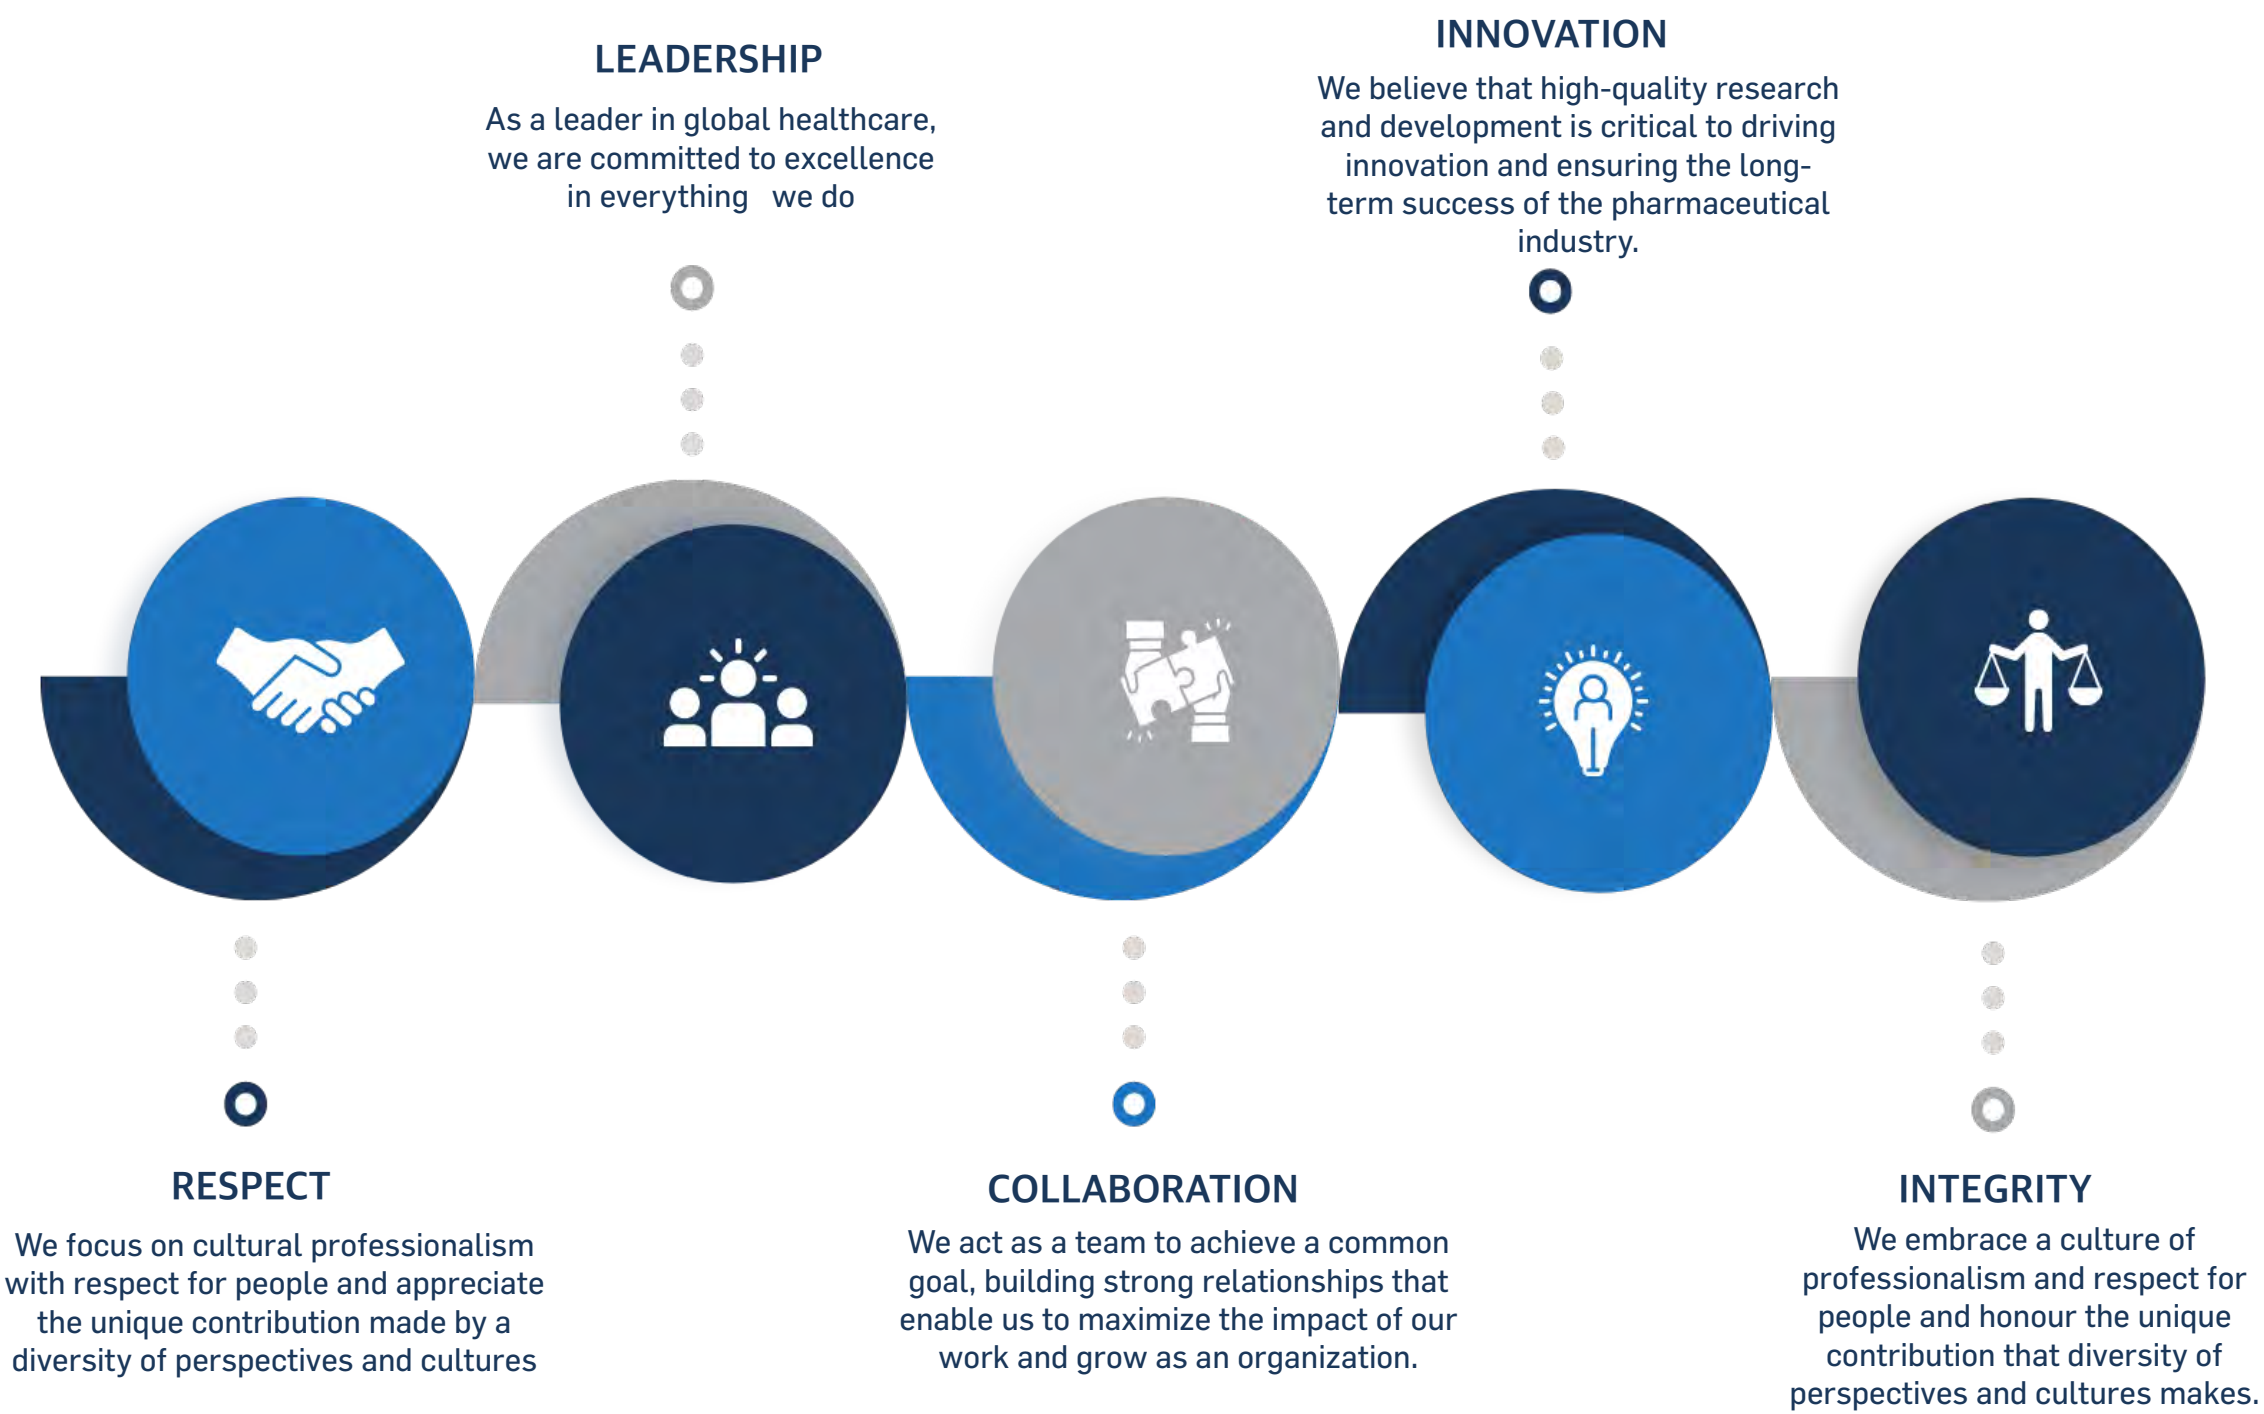 LEADERSHIP
As a leader in global healthcare,
we are committed to excellence
in everything we do
INNOVATION
We believe that high-quality research
and development is critical to driving
innovation and ensuring the long-
term success of the pharmaceutical
industry.
RESPECT
We focus on cultural professionalism
with respect for people and appreciate
the unique contribution made by a
diversity of perspectives and cultures
COLLABORATION
We act as a team to achieve a common
goal, building strong relationships that
enable us to maximize the impact of our
work and grow as an organization.
INTEGRITY
We embrace a culture of
professionalism and respect for
people and honour the unique
contribution that diversity of
perspectives and cultures makes.